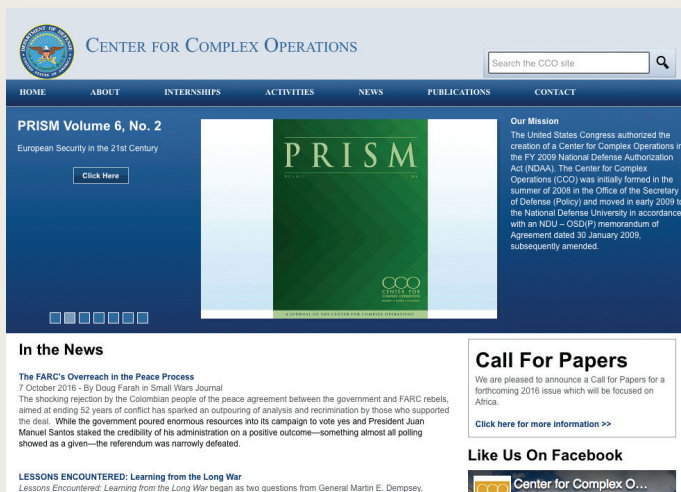 CENTER FOR COMPLEX OPERATIONS
Search the CCO site
HOME ABOUT INTERNSHIPS ACTIVITIES NEWS PUBLICATIONS CONTACT
PRISM Volume 6, No. 2
European Security in the 21st Century
Click Here
PRISM
CCO
CENTER FOR
COMPLEX OPERATIONS
A JOURNAL OF THE CENTER FOR COMPLEX OPERATIONS
Our Mission
The United States Congress authorized the
creation of a Center for Complex Operations in
the FY 2009 National Defense Authorization
Act (NDAA). The Center for Complex
Operations (CCO) was initially formed in the
summer of 2008 in the Office of the Secretary
of Defense (Policy) and moved in early 2009 to
the National Defense University in accordance
with an NDU – OSD(P) memorandum of
Agreement dated 30 January 2009,
subsequently amended.
In the News
The FARC's Overreach in the Peace Process
7 October 2016 - By Doug Farah in Small Wars Journal
The shocking rejection by the Colombian people of the peace agreement between the government and FARC rebels,
aimed at ending 52 years of conflict has sparked an outpouring of analysis and recrimination by those who supported
the deal. While the government poured enormous resources into its campaign to vote yes and President Juan
Manuel Santos staked the credibility of his administration on a positive outcome—something almost all polling
showed as a given—the referendum was narrowly defeated.
LESSONS ENCOUNTERED: Learning from the Long War
Lessons Encountered: Learning from the Long War began as two questions from General Martin E. Dempsey,
Call For Papers
We are pleased to announce a Call for Papers for a
forthcoming 2016 issue which will be focused on
Africa.
Click here for more information >>
Like Us On Facebook
CCO
Center for Complex O...